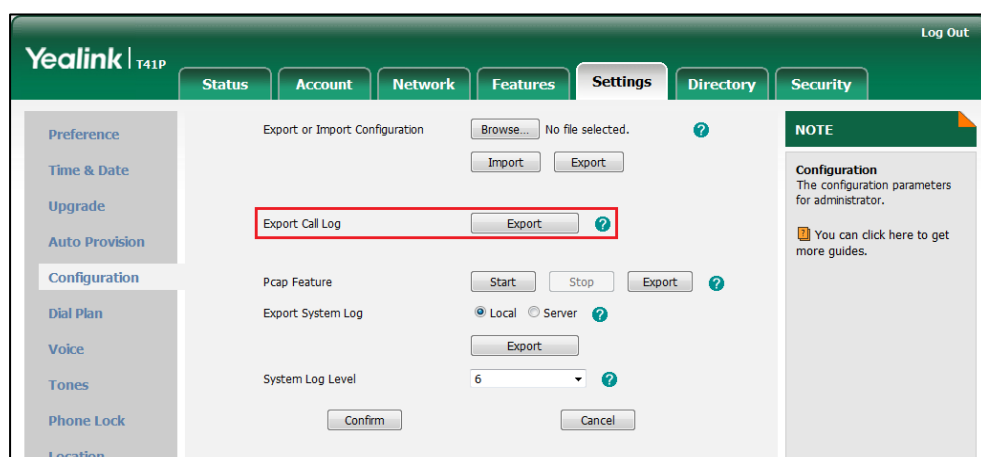 Log Out
Yealink T41P
Status Account Network Features Settings Directory Security
Preference
Time & Date
Upgrade
Auto Provision
Configuration
Dial Plan
Voice
Tones
Phone Lock
Location
Export or Import Configuration Browse... No file selected. ?
Import Export
Export Call Log Export ?
Pcap Feature Start Stop Export ?
Export System Log Local Server ?
Export
System Log Level 6 ?
Confirm Cancel
NOTE
Configuration
The configuration parameters
for administrator.
? You can click here to get
more guides.